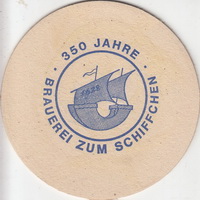 · 350 JAHRE ·
BRAUEREI ZUM SCHIFFCHEN
1628